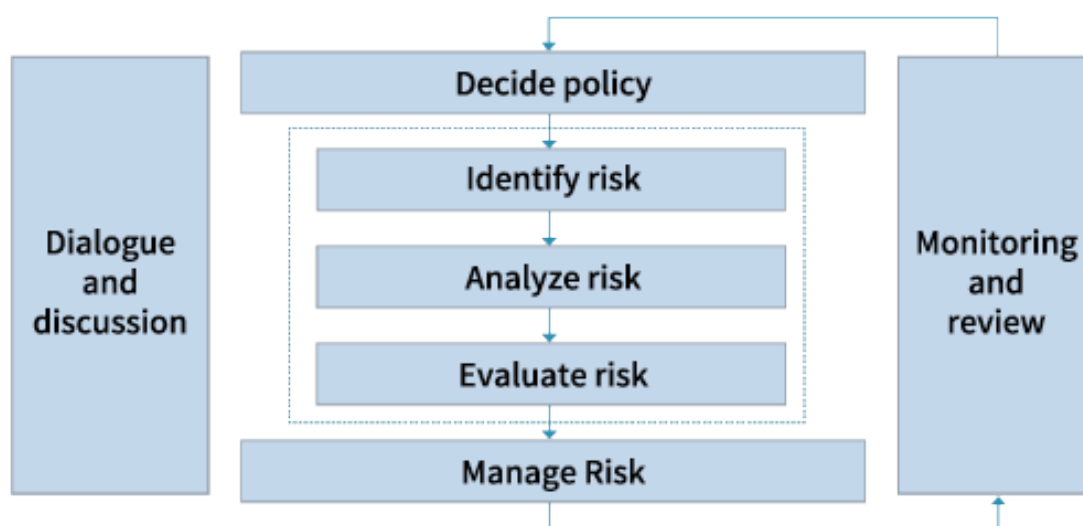 Decide policy
Identify risk
Analyze risk
Evaluate risk
Manage Risk
Dialogue
and
discussion
Monitoring
and
review